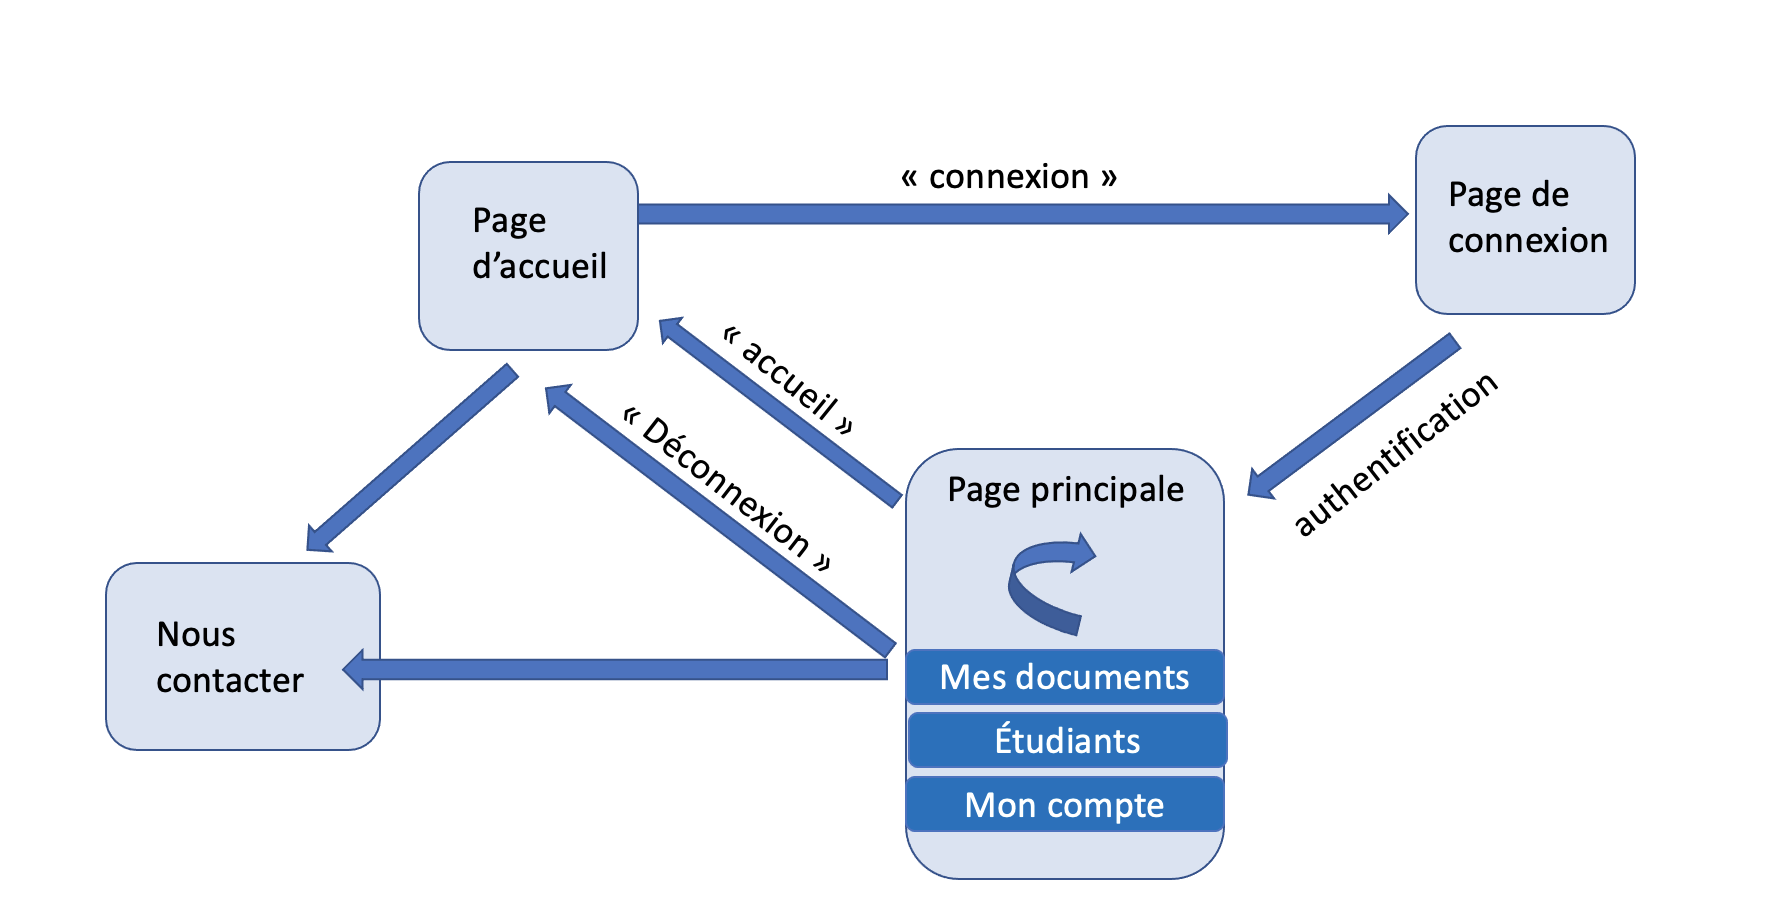 « connexion »
Page
d’accueil
Page de
connexion
« accueil »
« Déconnexion »
authentification
Page principale
Nous
contacter
Mes documents
Étudiants
Mon compte